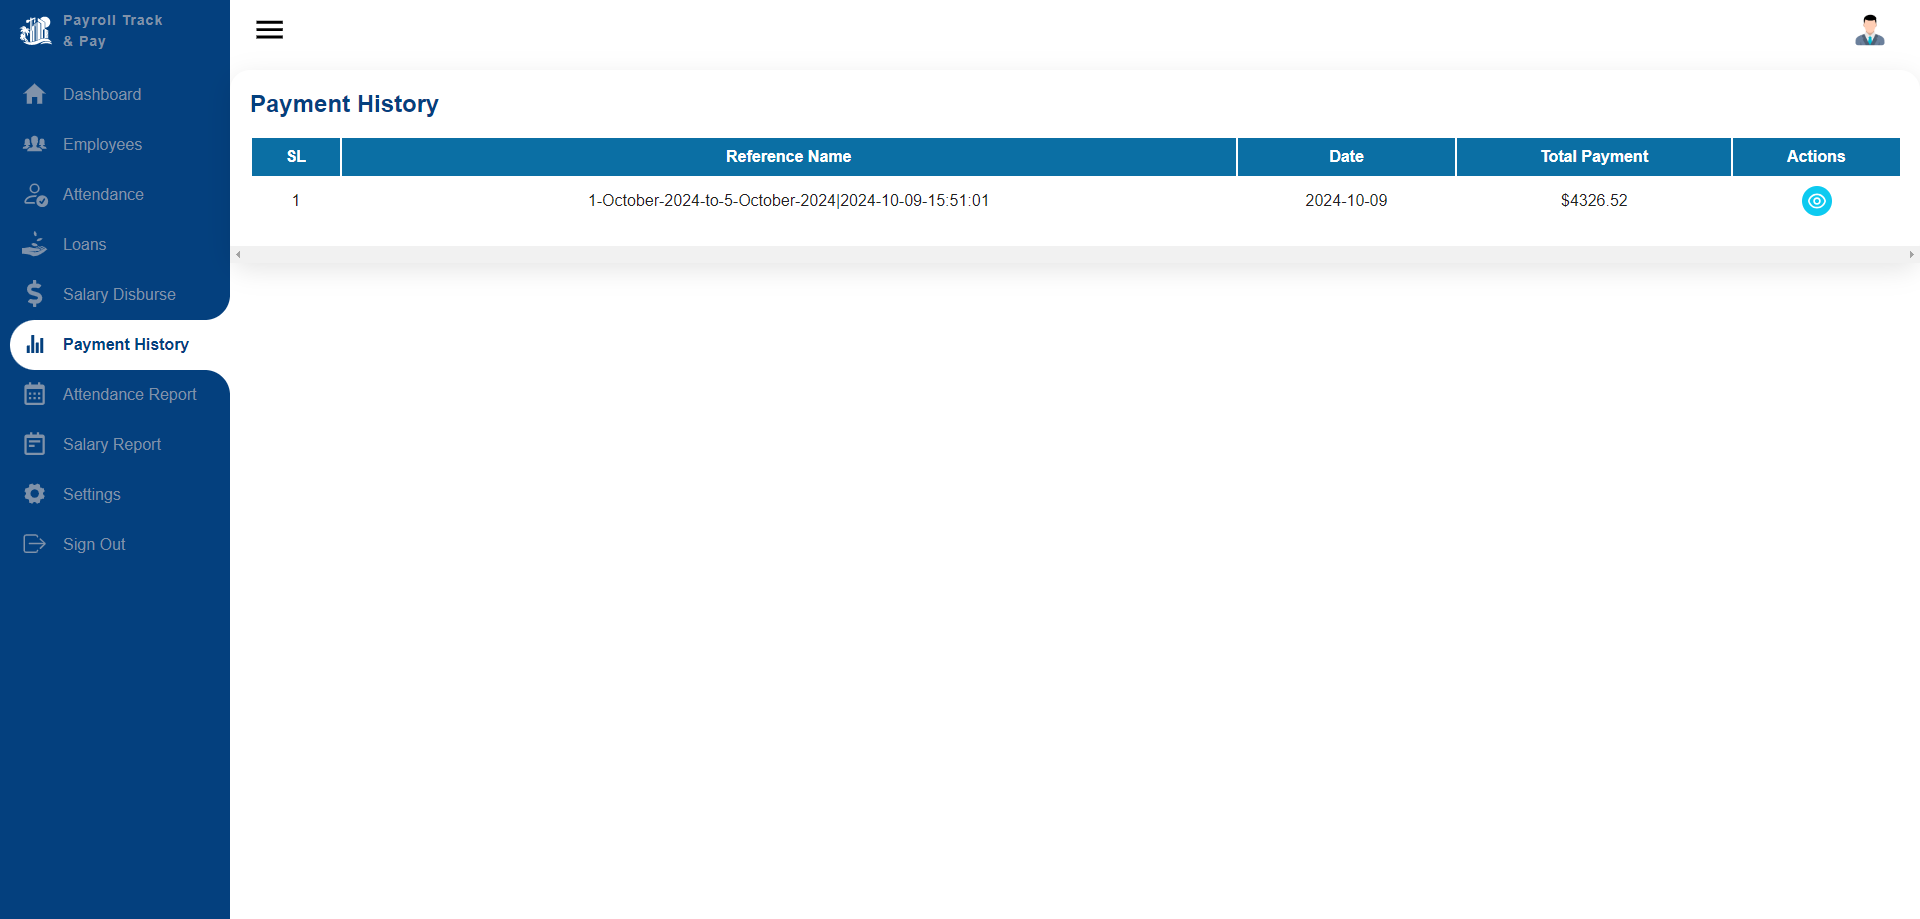 Payroll Track
& Pay
Dashboard
Employees
Attendance
Loans
Salary Disburse
Payment History
Attendance Report
Salary Report
Settings
Sign Out
Payment History
SL Reference Name Date Total Payment Actions
1 1-October-2024-to-5-October-2024|2024-10-09-15:51:01 2024-10-09 $4326.52